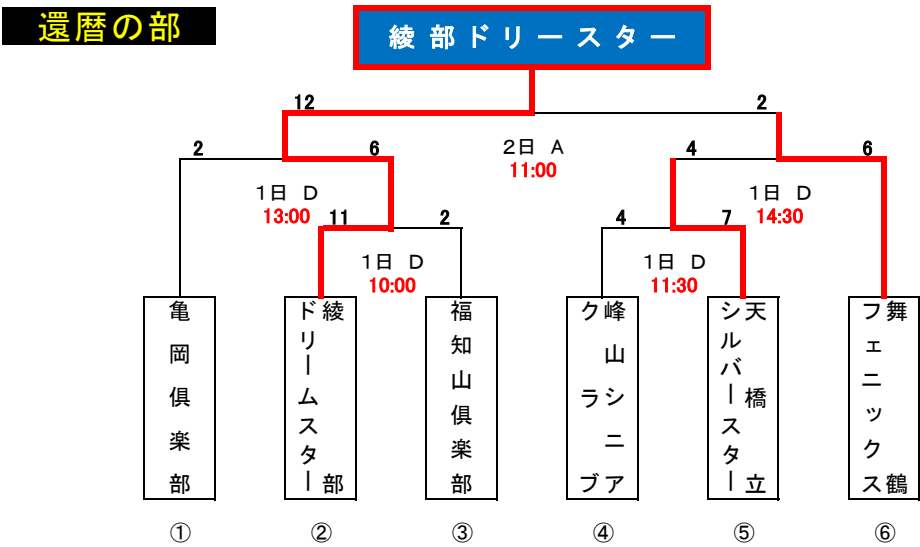 還暦の部
綾部ドリースター
12
2
2
6
2日 A
11:00
4
6
1日 D
13:00
1日 D
14:30
11
2
4
7
1日 D
10:00
1日 D
11:30
亀岡倶楽部
綾部
ドリームスター
福知山倶楽部
峰山シニア
クラブ
天橋立
シルバースター
舞鶴
フェニックス
①
②
③
④
⑤
⑥